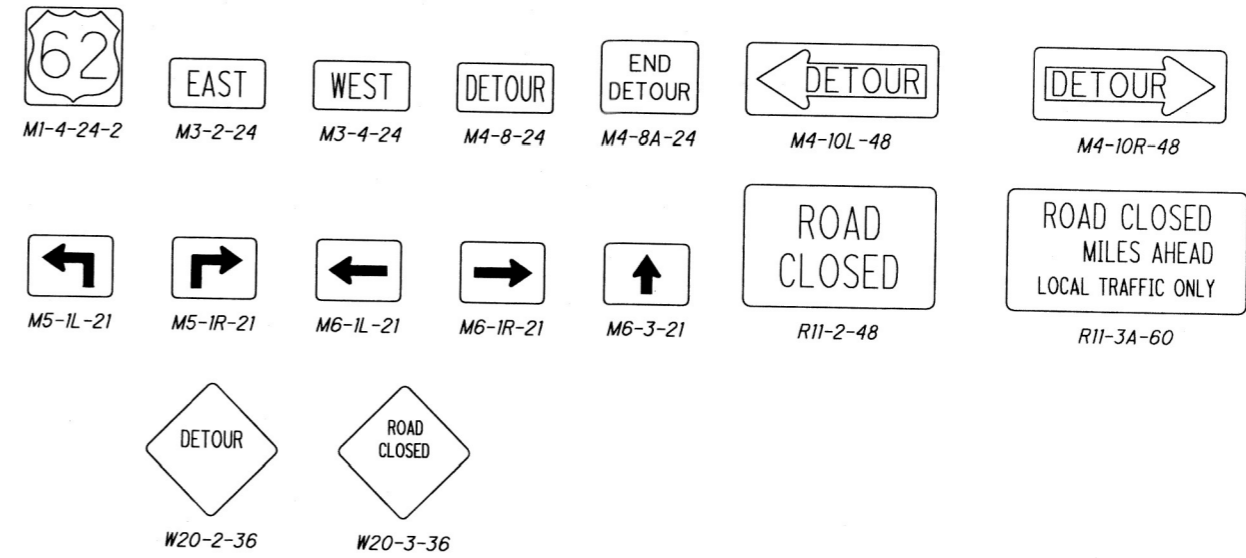 62
EAST
WEST
DETOUR
END
DETOUR
DETOUR
DETOUR
M1-4-24-2
M3-2-24
M3-4-24
M4-8-24
M4-8A-24
M4-10L-48
M4-10R-48
ROAD
CLOSED
ROAD CLOSED
MILES AHEAD
LOCAL TRAFFIC ONLY
M5-1L-21
M5-1R-21
M6-1L-21
M6-1R-21
M6-3-21
R11-2-48
R11-3A-60
DETOUR
ROAD
CLOSED
W20-2-36
W20-3-36